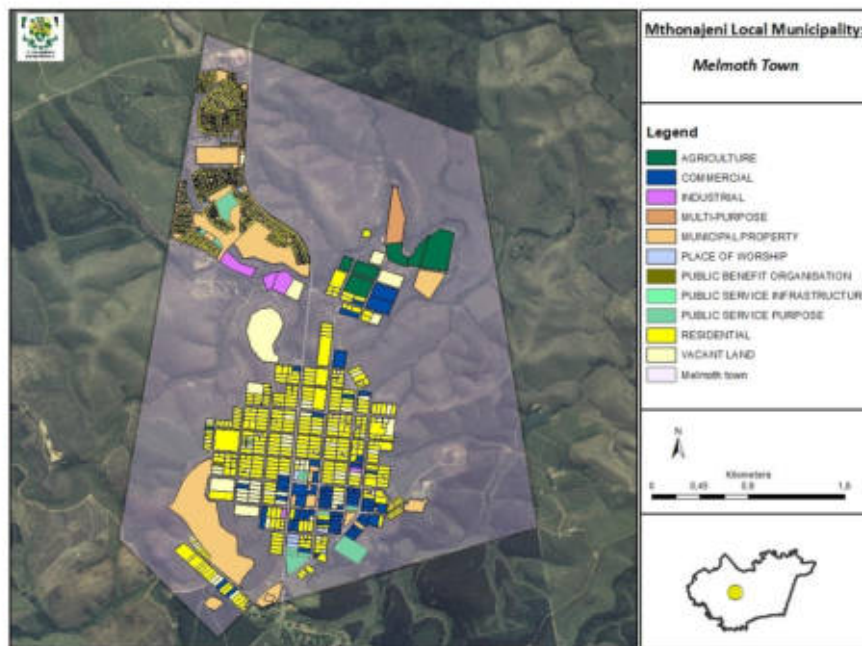 Mthonajeni Local Municipality:
Melmoth Town
Legend
AGRICULTURE
COMMERCIAL
INDUSTRIAL
MULTI-PURPOSE
MUNICIPAL PROPERTY
PLACE OF WORSHIP
PUBLIC BENEFIT ORGANISATION
PUBLIC SERVICE INFRASTRUCTURE
PUBLIC SERVICE PURPOSE
RESIDENTIAL
VACANT LAND
Melmoth town
N
Kilometers
0 0,45 0,9 1,8